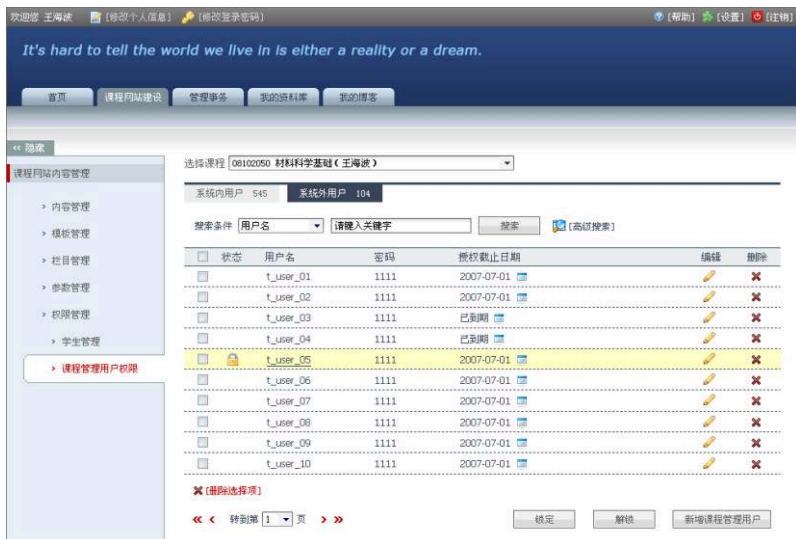 欢迎您 王海波 [修改个人信息] [修改登录密码] [帮助] [设置] [注销]
It's hard to tell the world we live in is either a reality or a dream.
首页 课程网站建设 管理事务 我的资料库 我的博客
<< 隐藏
课程网站内容管理
› 内容管理
› 模板管理
› 栏目管理
› 参数管理
› 权限管理
› 学生管理
› 课程管理用户权限
选择课程 08102050 材料科学基础(王海波)
系统内用户 545 系统外用户 104
搜索条件 用户名 请键入关键字 搜索 [高级搜索]
状态 用户名 密码 授权截止日期 编辑 删除
t_user_01 1111 2007-07-01
t_user_02 1111 2007-07-01
t_user_03 1111 已到期
t_user_04 1111 已到期
t_user_05 1111 2007-07-01
t_user_06 1111 2007-07-01
t_user_07 1111 2007-07-01
t_user_08 1111 2007-07-01
t_user_09 1111 2007-07-01
t_user_10 1111 2007-07-01
[删除选择项]
转到第 1 页 锁定 解锁 新增课程管理用户